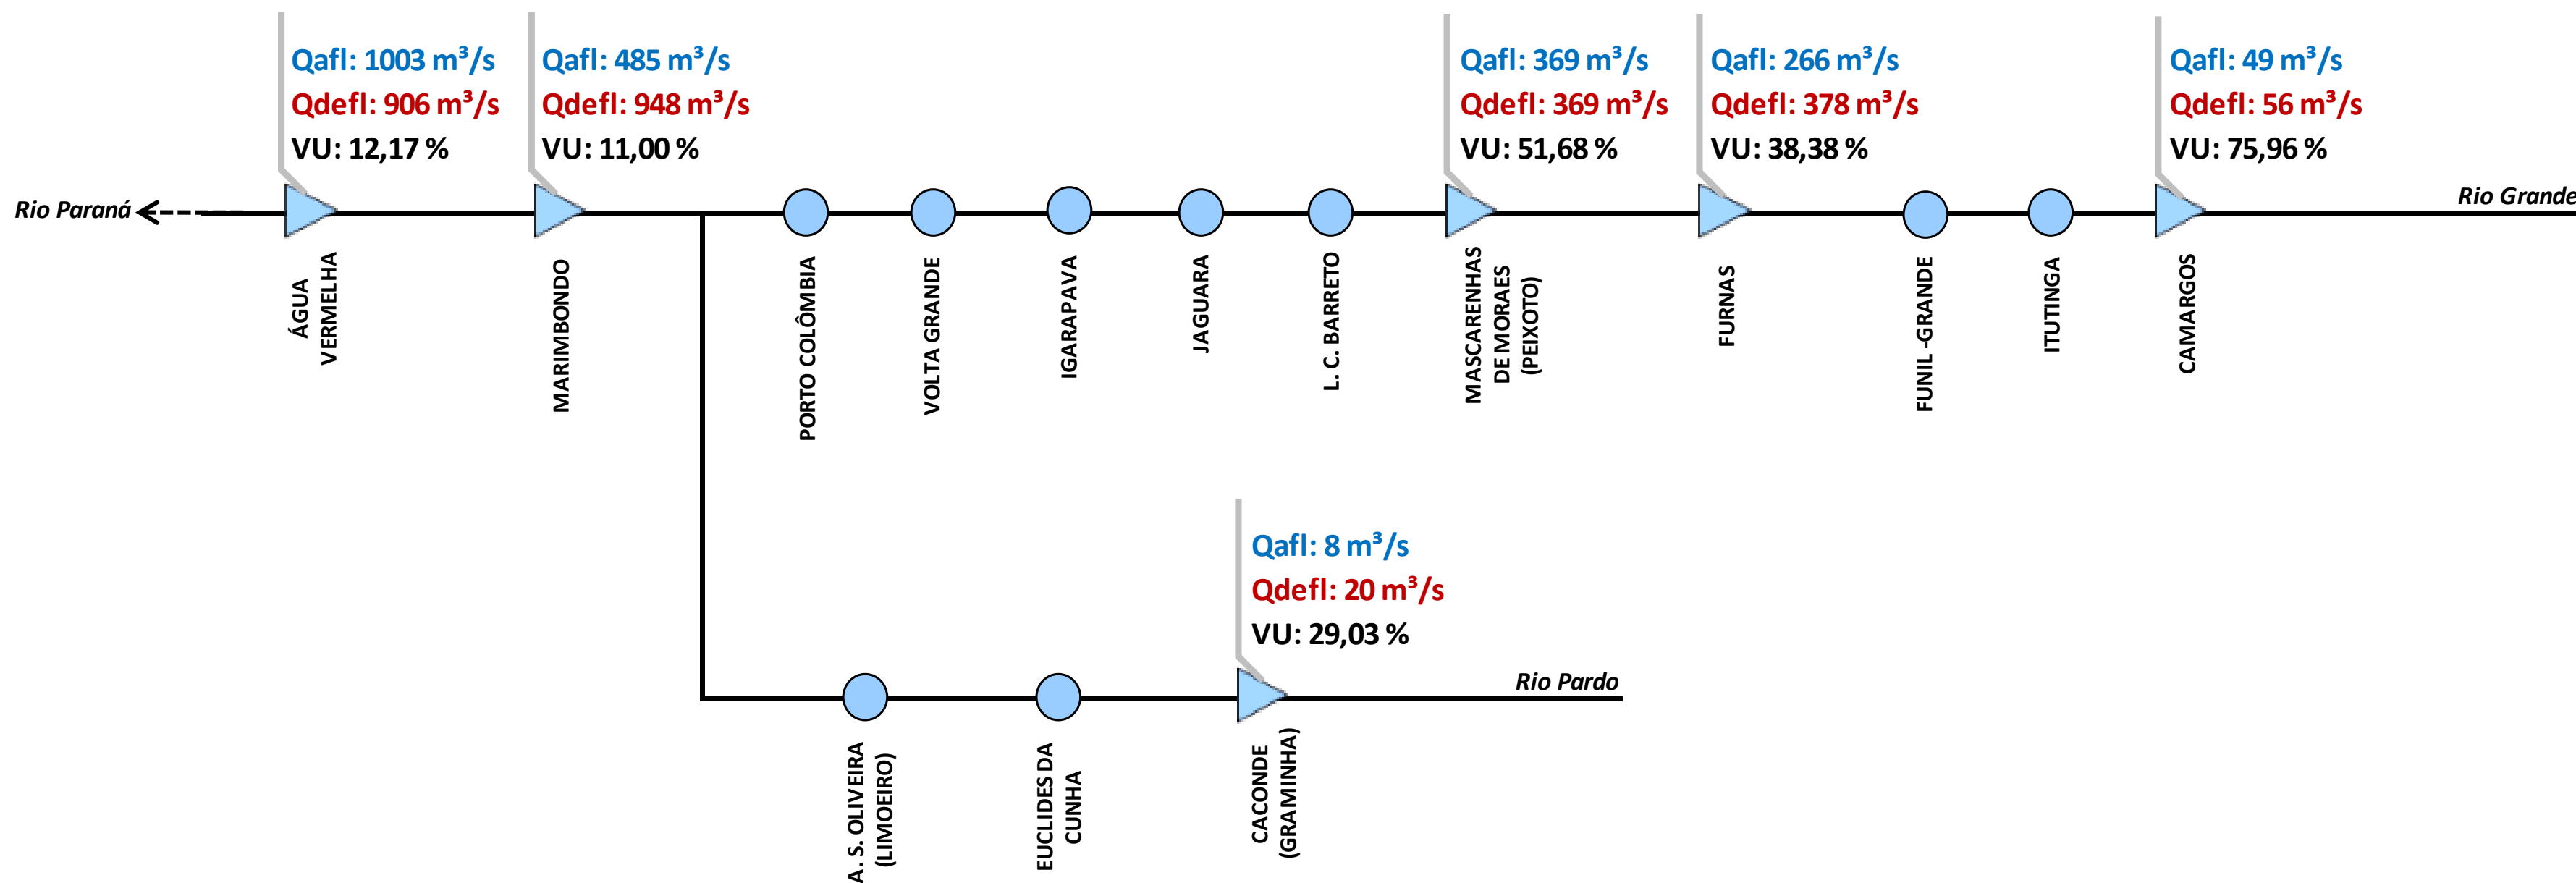 Qafl: 1003 m³/s
Qdefl: 906 m³/s
VU: 12,17 %
Qafl: 485 m³/s
Qdefl: 948 m³/s
VU: 11,00 %
Qafl: 369 m³/s
Qdefl: 369 m³/s
VU: 51,68 %
Qafl: 266 m³/s
Qdefl: 378 m³/s
VU: 38,38 %
Qafl: 49 m³/s
Qdefl: 56 m³/s
VU: 75,96 %
Rio Paraná
Rio Grande
ÁGUA
VERMELHA
MARIMBONDO
PORTO COLÔMBIA
VOLTA GRANDE
IGARAPAVA
JAGUARA
L. C. BARRETO
MASCARENHAS
DE MORAES
(PEIXOTO)
FURNAS
FUNIL -GRANDE
ITUTINGA
CAMARGOS
Qafl: 8 m³/s
Qdefl: 20 m³/s
VU: 29,03 %
Rio Pardo
A. S. OLIVEIRA
(LIMOEIRO)
EUCLIDES DA
CUNHA
CACONDE
(GRAMINHA)